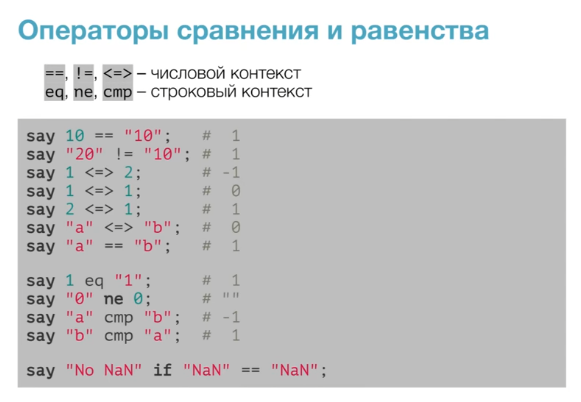 Операторы сравнения и равенства
==, !=, <=> – числовой контекст
eq, ne, cmp – строковый контекст
say 10 == "10"; # 1
say "20" != "10"; # 1
say 1 <=> 2; # -1
say 1 <=> 1; # 0
say 2 <=> 1; # 1
say "a" <=> "b"; # 0
say "a" == "b"; # 1
say 1 eq "1"; # 1
say "0" ne 0; # ""
say "a" cmp "b"; # -1
say "b" cmp "a"; # 1
say "No NaN" if "NaN" == "NaN";